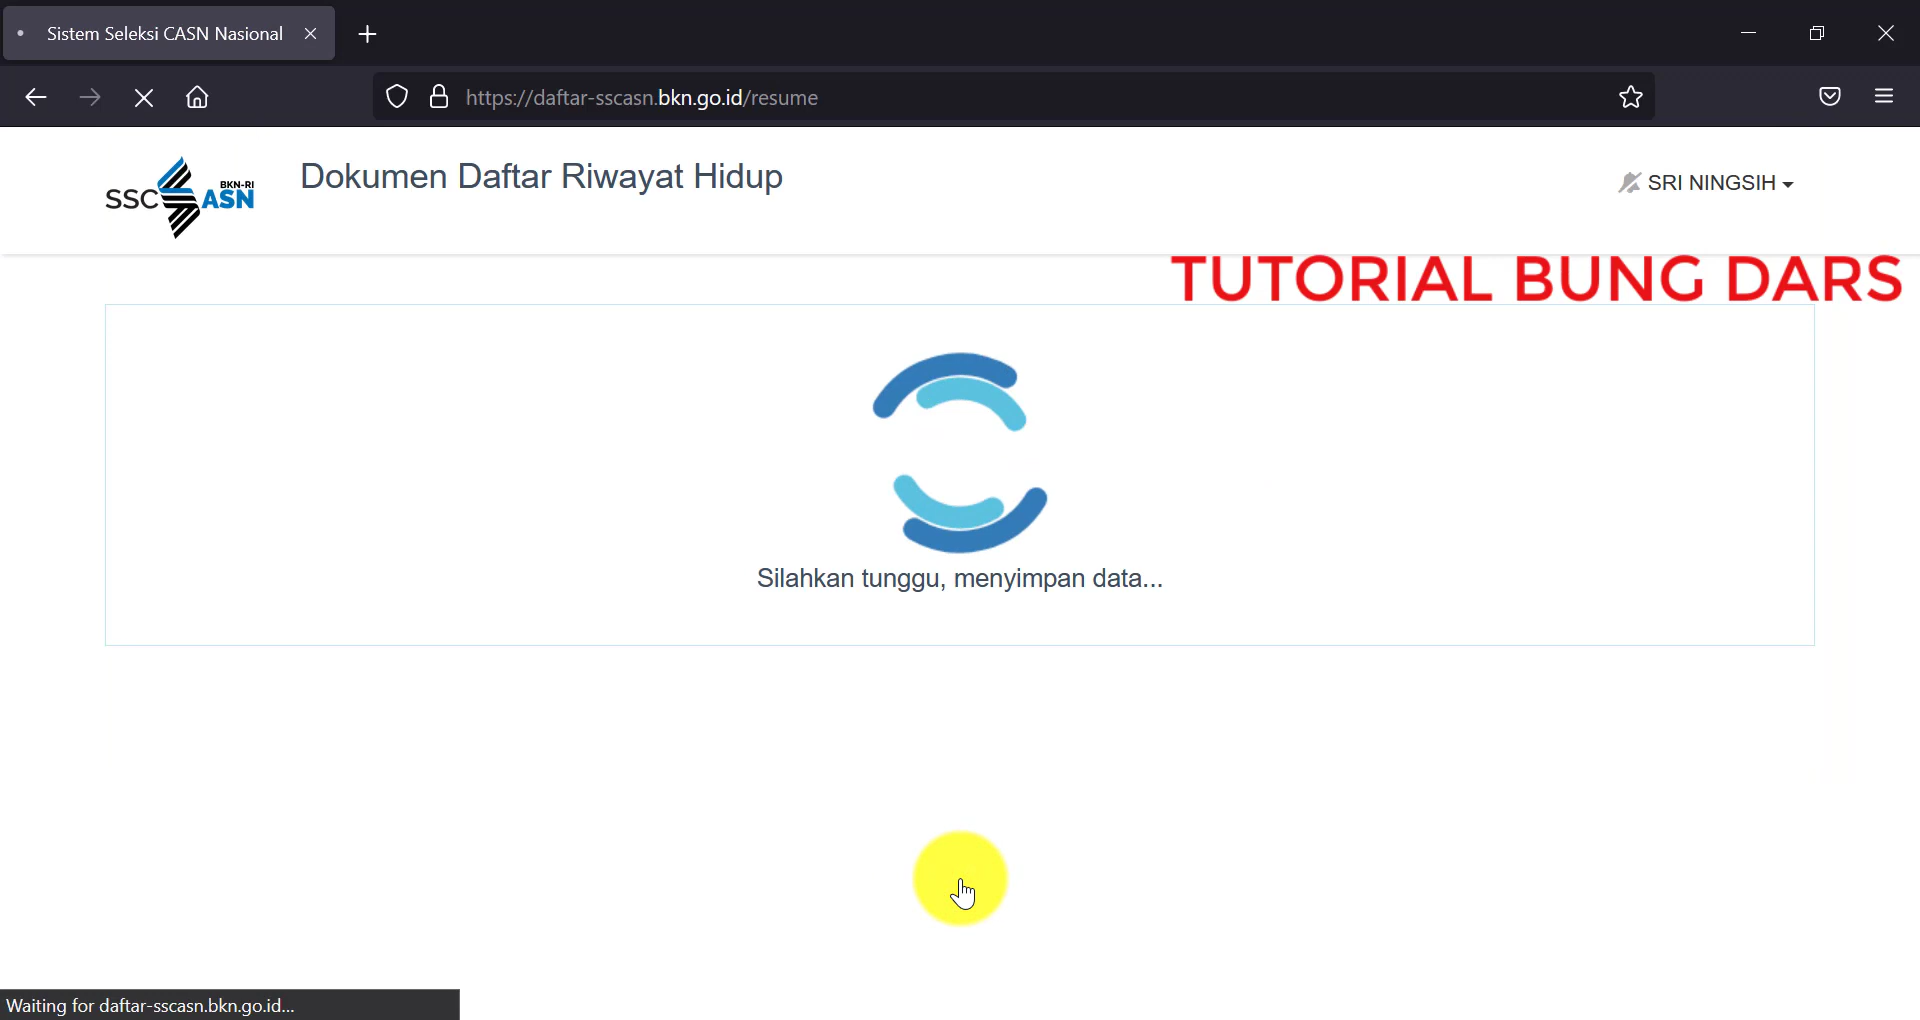 Sistem Seleksi CASN Nasional
https://daftar-sscasn.bkn.go.id/resume
SSC ASN BKN-RI
Dokumen Daftar Riwayat Hidup
SRI NINGSIH
TUTORIAL BUNG DARS
Silahkan tunggu, menyimpan data...
Waiting for daftar-sscasn.bkn.go.id...